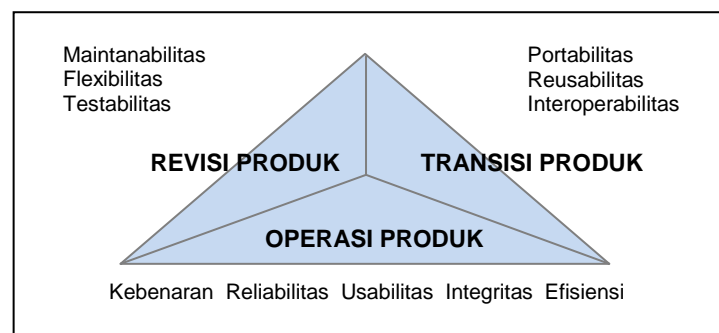 Maintanabilitas
Flexibilitas
Testabilitas
Portabilitas
Reusabilitas
Interoperabilitas
REVISI PRODUK
TRANSISI PRODUK
OPERASI PRODUK
Kebenaran Reliabilitas Usabilitas Integritas Efisiensi